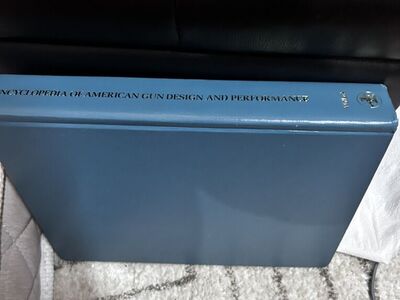 NCYCLOPEDIA OF AMERICAN GUN DESIGN AND PERFORMANCE